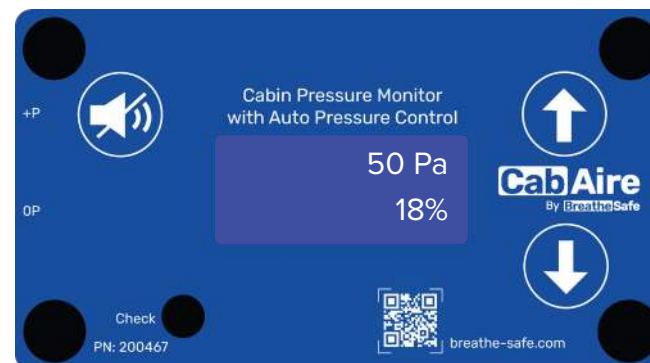 Cabin Pressure Monitor
with Auto Pressure Control
+P
50 Pa
18%
CabAire
By BreatheSafe
0P
Check
PN: 200467
breathe-safe.com